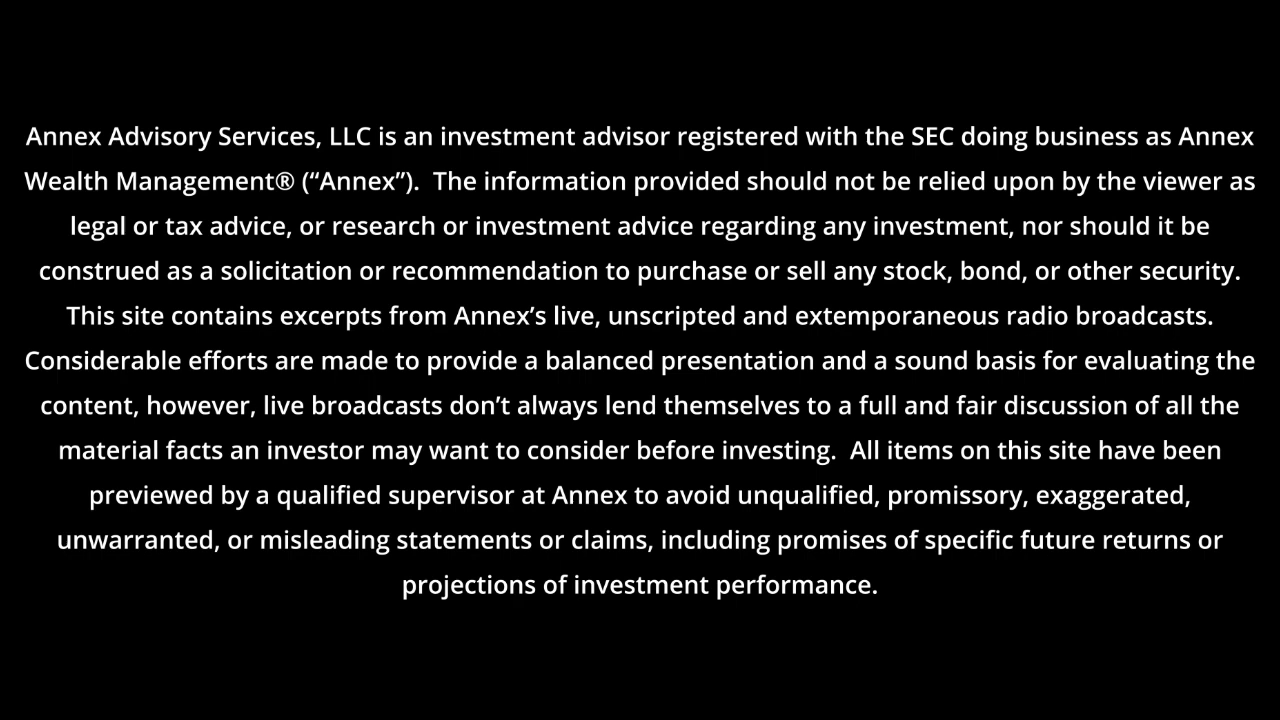 Annex Advisory Services, LLC is an investment advisor registered with the SEC doing business as Annex
Wealth Management® (“Annex”).  The information provided should not be relied upon by the viewer as
legal or tax advice, or research or investment advice regarding any investment, nor should it be
construed as a solicitation or recommendation to purchase or sell any stock, bond, or other security.
This site contains excerpts from Annex’s live, unscripted and extemporaneous radio broadcasts.
Considerable efforts are made to provide a balanced presentation and a sound basis for evaluating the
content, however, live broadcasts don’t always lend themselves to a full and fair discussion of all the
material facts an investor may want to consider before investing.  All items on this site have been
previewed by a qualified supervisor at Annex to avoid unqualified, promissory, exaggerated,
unwarranted, or misleading statements or claims, including promises of specific future returns or
projections of investment performance.